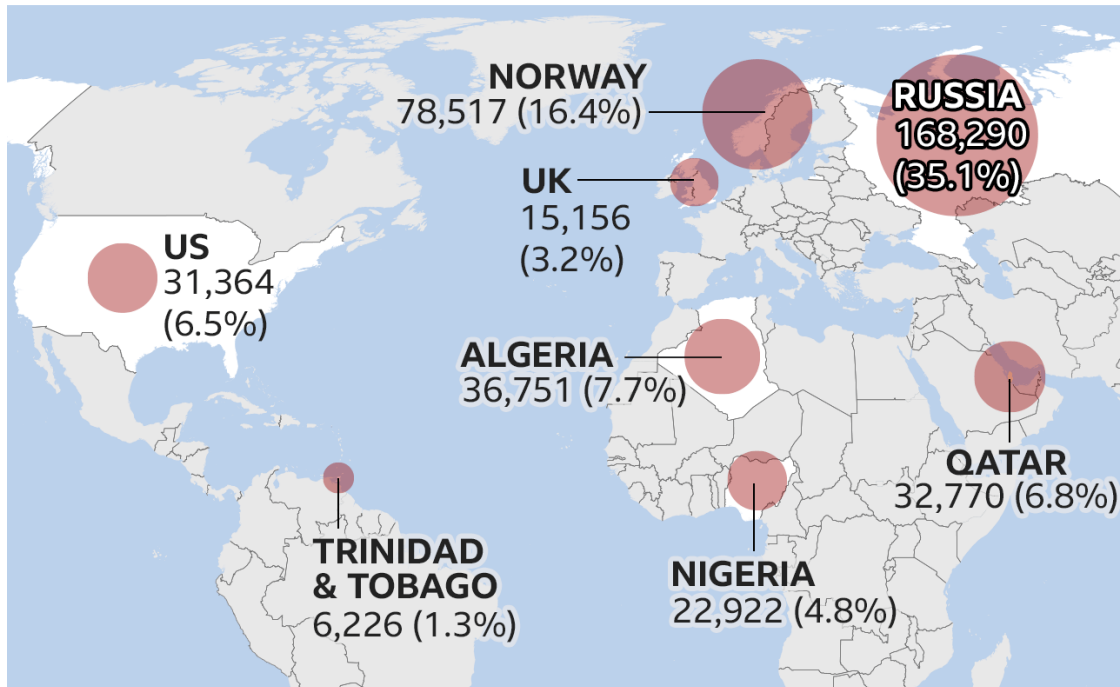 NORWAY
78,517 (16.4%)
RUSSIA
168,290
(35.1%)
UK
15,156
(3.2%)
US
31,364
(6.5%)
ALGERIA
36,751 (7.7%)
QATAR
32,770 (6.8%)
TRINIDAD
& TOBAGO
6,226 (1.3%)
NIGERIA
22,922 (4.8%)